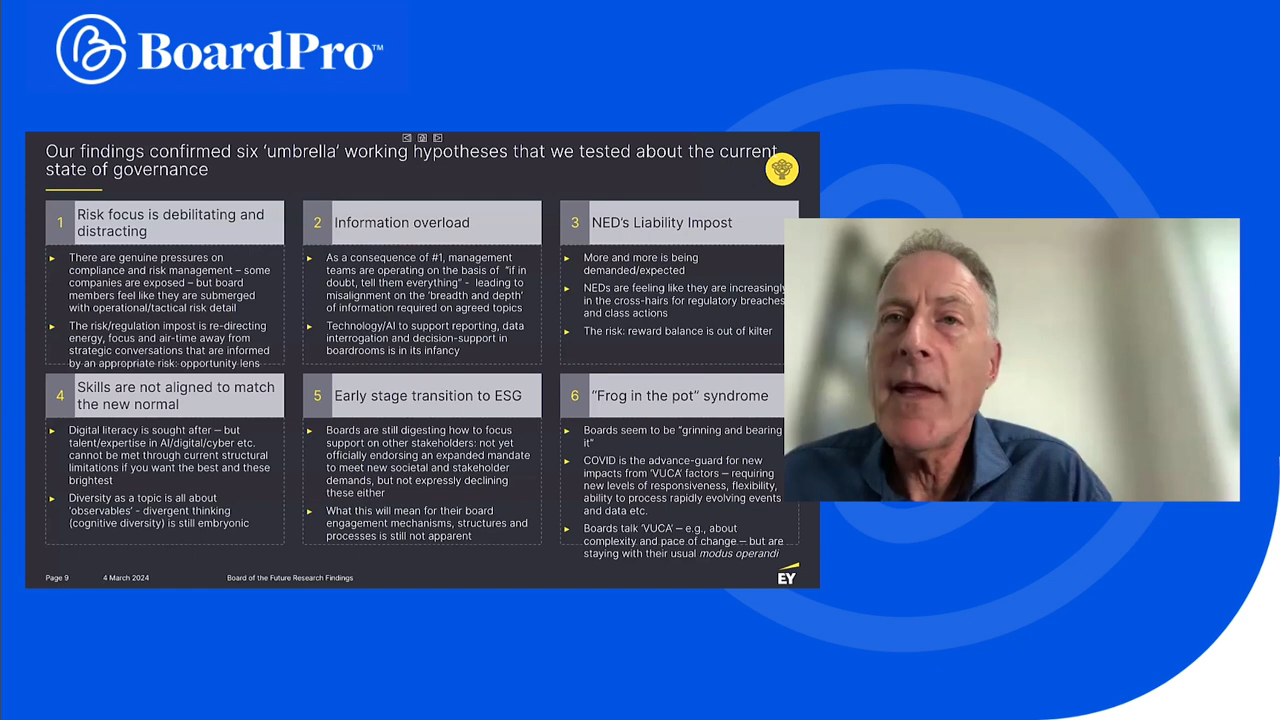 BoardPro™
Our findings confirmed six ‘umbrella’ working hypotheses that we tested about the current
state of governance
1
Risk focus is debilitating and
distracting
► There are genuine pressures on
compliance and risk management – some
companies are exposed – but board
members feel like they are submerged
with operational/tactical risk detail
► The risk/regulation impost is re-directing
energy, focus and air-time away from
strategic conversations that are informed
by an appropriate risk: opportunity lens
2
Information overload
► As a consequence of #1, management
teams are operating on the basis of "if in
doubt, tell them everything" - leading to
misalignment on the ‘breadth and depth’
of information required on agreed topics
► Technology/AI to support reporting, data
interrogation and decision-support in
boardrooms is in its infancy
3
NED’s Liability Impost
► More and more is being
demanded/expected
► NEDs are feeling like they are increasingly
in the cross-hairs for regulatory breaches
and class actions
► The risk: reward balance is out of kilter
4
Skills are not aligned to match
the new normal
► Digital literacy is sought after – but
talent/expertise in AI/digital/cyber etc.
cannot be met through current structural
limitations if you want the best and these
brightest
► Diversity as a topic is all about
‘observables’ - divergent thinking
(cognitive diversity) is still embryonic
5
Early stage transition to ESG
► Boards are still digesting how to focus
support on other stakeholders: not yet
officially endorsing an expanded mandate
to meet new societal and stakeholder
demands, but not expressly declining
these either
► What this will mean for their board
engagement mechanisms, structures and
processes is still not apparent
6
“Frog in the pot” syndrome
► Boards seem to be “grinning and bearing
it”
► COVID is the advance-guard for new
impacts from ‘VUCA’ factors – requiring
new levels of responsiveness, flexibility,
ability to process rapidly evolving events
and data etc.
► Boards talk ‘VUCA’ – e.g., about
complexity and pace of change – but are
staying with their usual modus operandi
Page 9
4 March 2024
Board of the Future Research Findings
EY